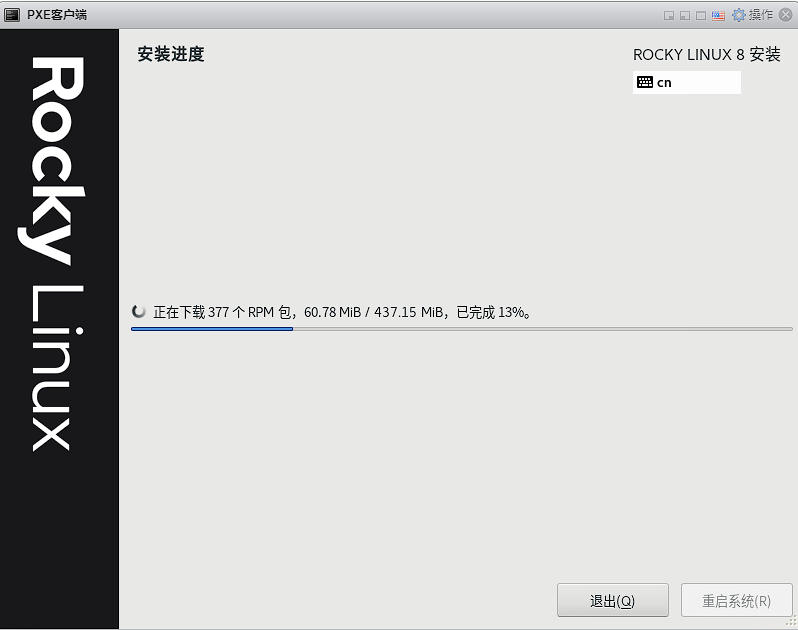 PXE客户端
操作
Rocky Linux
安装进度
ROCKY LINUX 8 安装
cn
正在下载 377 个 RPM 包，60.78 MiB / 437.15 MiB，已完成 13%。
退出(Q)
重启系统(R)